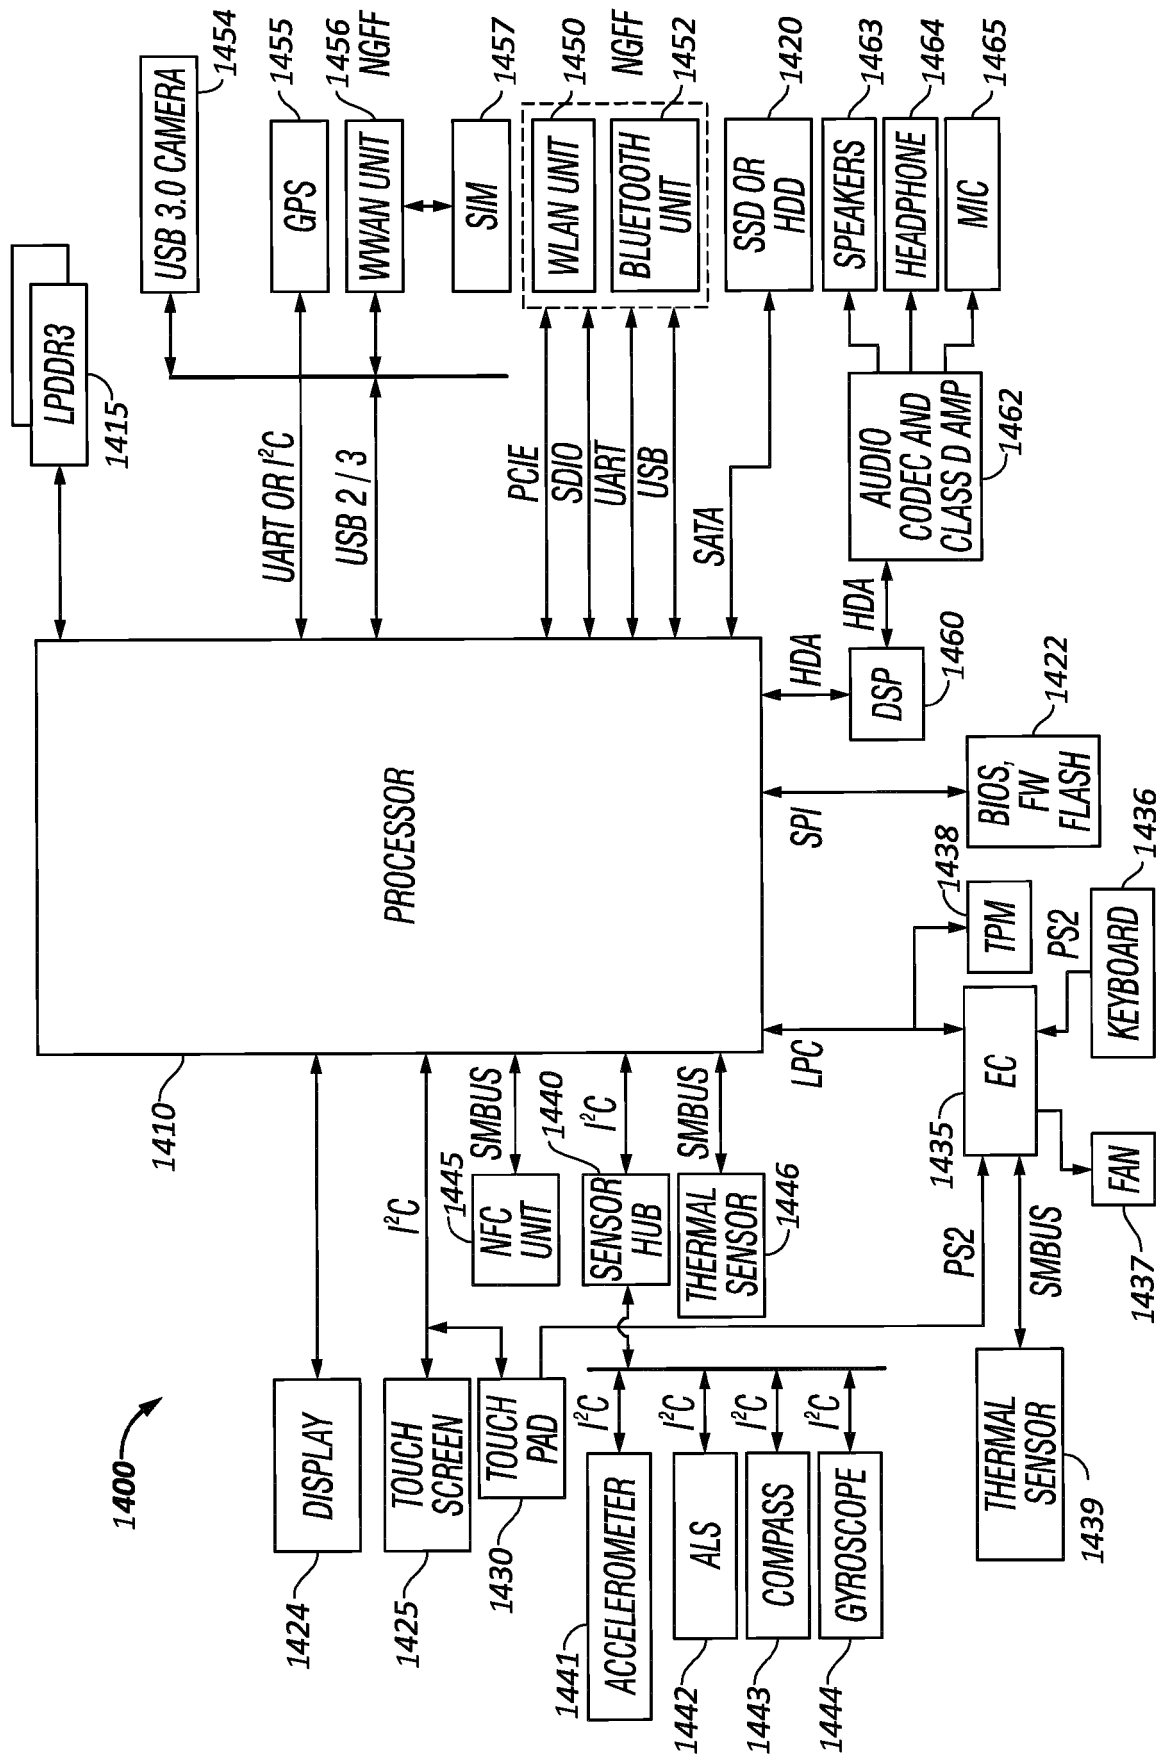 1400
LPDDR3
1415
USB 3.0 CAMERA
1454
GPS
1455
WWAN UNIT
1456
NGFF
SIM
1457
WLAN UNIT
1450
NGFF
BLUETOOTH
UNIT
1452
SSD OR
HDD
1420
SPEAKERS
1463
HEADPHONE
1464
MIC
1465
UART OR I²C
USB 2 / 3
PCIE
SDIO
UART
USB
SATA
AUDIO
CODEC AND
CLASS D AMP
1462
HDA
HDA
DSP
1460
PROCESSOR
1410
SPI
BIOS,
FW
FLASH
1422
LPC
TPM
1438
EC
1435
PS2
KEYBOARD
1436
FAN
1437
PS2
SMBUS
THERMAL
SENSOR
1439
DISPLAY
1424
I²C
TOUCH
SCREEN
1425
TOUCH
PAD
1430
SMBUS
NFC
UNIT
1445
I²C
SENSOR
HUB
1440
SMBUS
THERMAL
SENSOR
1446
I²C
ACCELEROMETER
1441
I²C
ALS
1442
I²C
COMPASS
1443
I²C
GYROSCOPE
1444